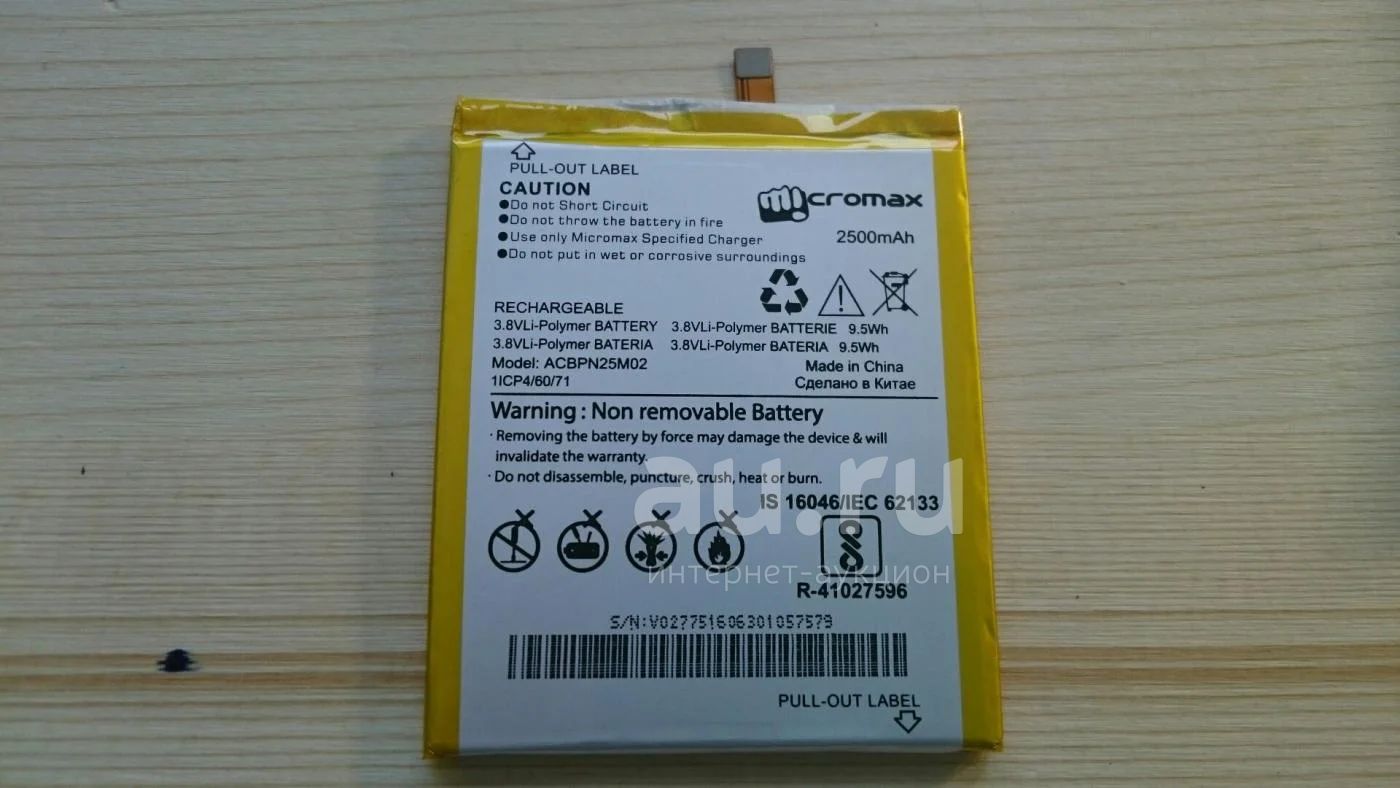 PULL-OUT LABEL
CAUTION
●Do not Short Circuit
●Do not throw the battery in fire
●Use only Micromax Specified Charger
●Do not put in wet or corrosive surroundings
micromax
2500mAh
RECHARGEABLE
3.8VLi-Polymer BATTERY 3.8VLi-Polymer BATTERIE 9.5Wh
3.8VLi-Polymer BATERIA 3.8VLi-Polymer BATERIA 9.5Wh
Model: ACBPN25M02 Made in China
1ICP4/60/71 Сделано в Китае
Warning : Non removable Battery
· Removing the battery by force may damage the device & will
invalidate the warranty.
· Do not disassemble, puncture, crush, heat or burn.
au.ru
интернет-аукцион
IS 16046/IEC 62133
R-41027596
S/N:V027751606301057579
PULL-OUT LABEL